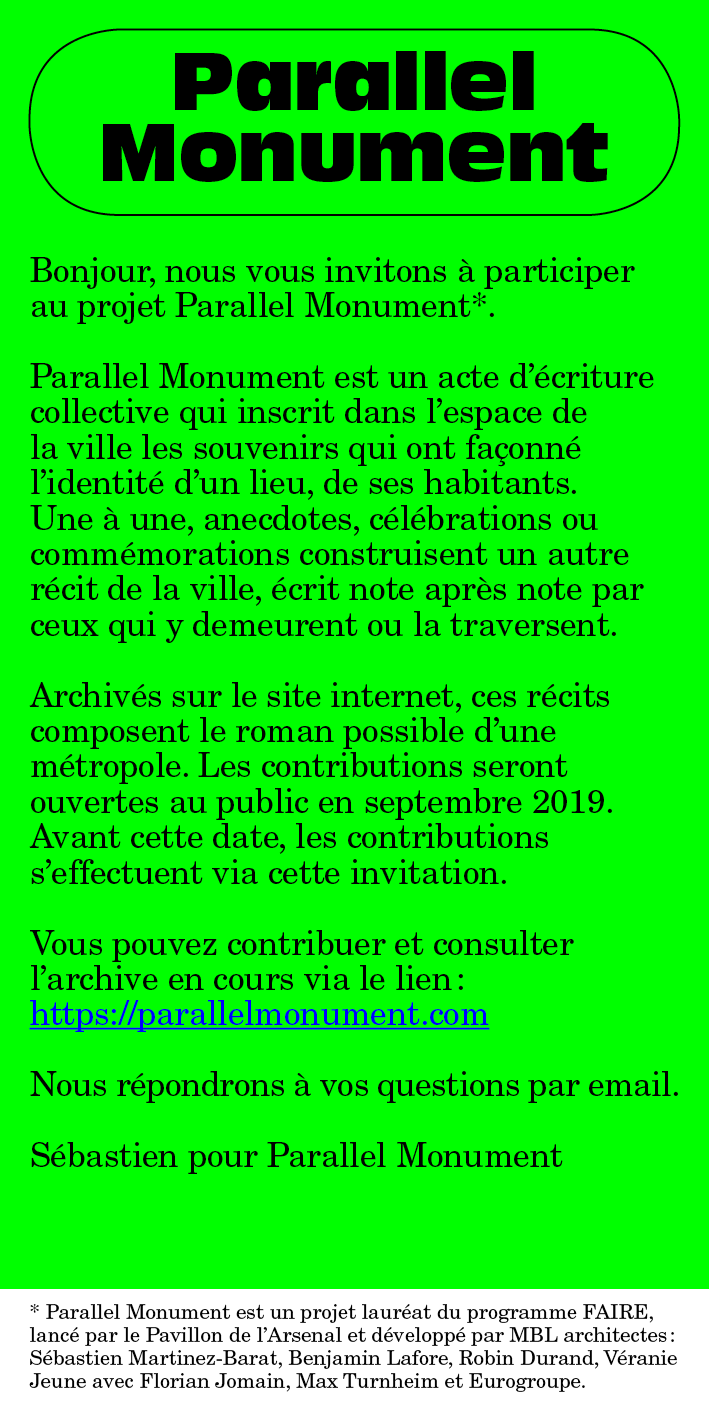 Parallel
Monument
Bonjour, nous vous invitons à participer
au projet Parallel Monument*.
Parallel Monument est un acte d’écriture
collective qui inscrit dans l’espace de
la ville les souvenirs qui ont façonné
l’identité d’un lieu, de ses habitants.
Une à une, anecdotes, célébrations ou
commémorations construisent un autre
récit de la ville, écrit note après note par
ceux qui y demeurent ou la traversent.
Archivés sur le site internet, ces récits
composent le roman possible d’une
métropole. Les contributions seront
ouvertes au public en septembre 2019.
Avant cette date, les contributions
s’effectuent via cette invitation.
Vous pouvez contribuer et consulter
l’archive en cours via le lien :
https://parallelmonument.com
Nous répondrons à vos questions par email.
Sébastien pour Parallel Monument
* Parallel Monument est un projet lauréat du programme FAIRE,
lancé par le Pavillon de l’Arsenal et développé par MBL architectes :
Sébastien Martinez-Barat, Benjamin Lafore, Robin Durand, Véranie
Jeune avec Florian Jomain, Max Turnheim et Eurogroupe.